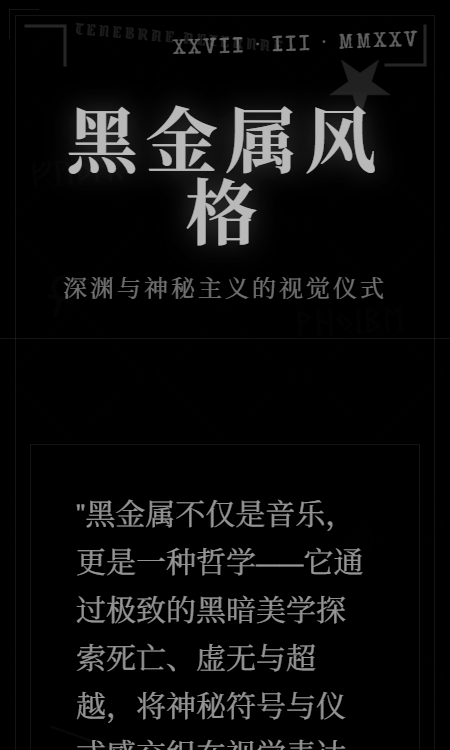 TENEBRAE AETERNA
XXVII · III · MMXXV
黑金属风
格
深渊与神秘主义的视觉仪式
"黑金属不仅是音乐，
更是一种哲学——它通
过极致的黑暗美学探
索死亡、虚无与超
越，将神秘符号与仪
式感交织在视觉表达